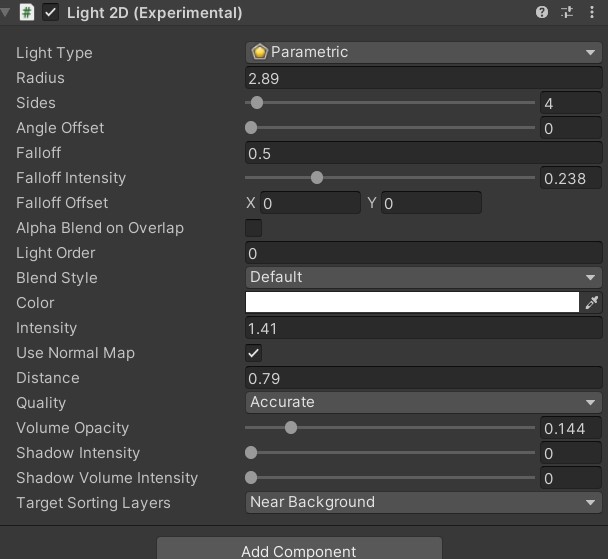 Light 2D (Experimental)
Light Type Parametric
Radius 2.89
Sides 4
Angle Offset 0
Falloff 0.5
Falloff Intensity 0.238
Falloff Offset X 0 Y 0
Alpha Blend on Overlap
Light Order 0
Blend Style Default
Color
Intensity 1.41
Use Normal Map
Distance 0.79
Quality Accurate
Volume Opacity 0.144
Shadow Intensity 0
Shadow Volume Intensity 0
Target Sorting Layers Near Background
Add Component